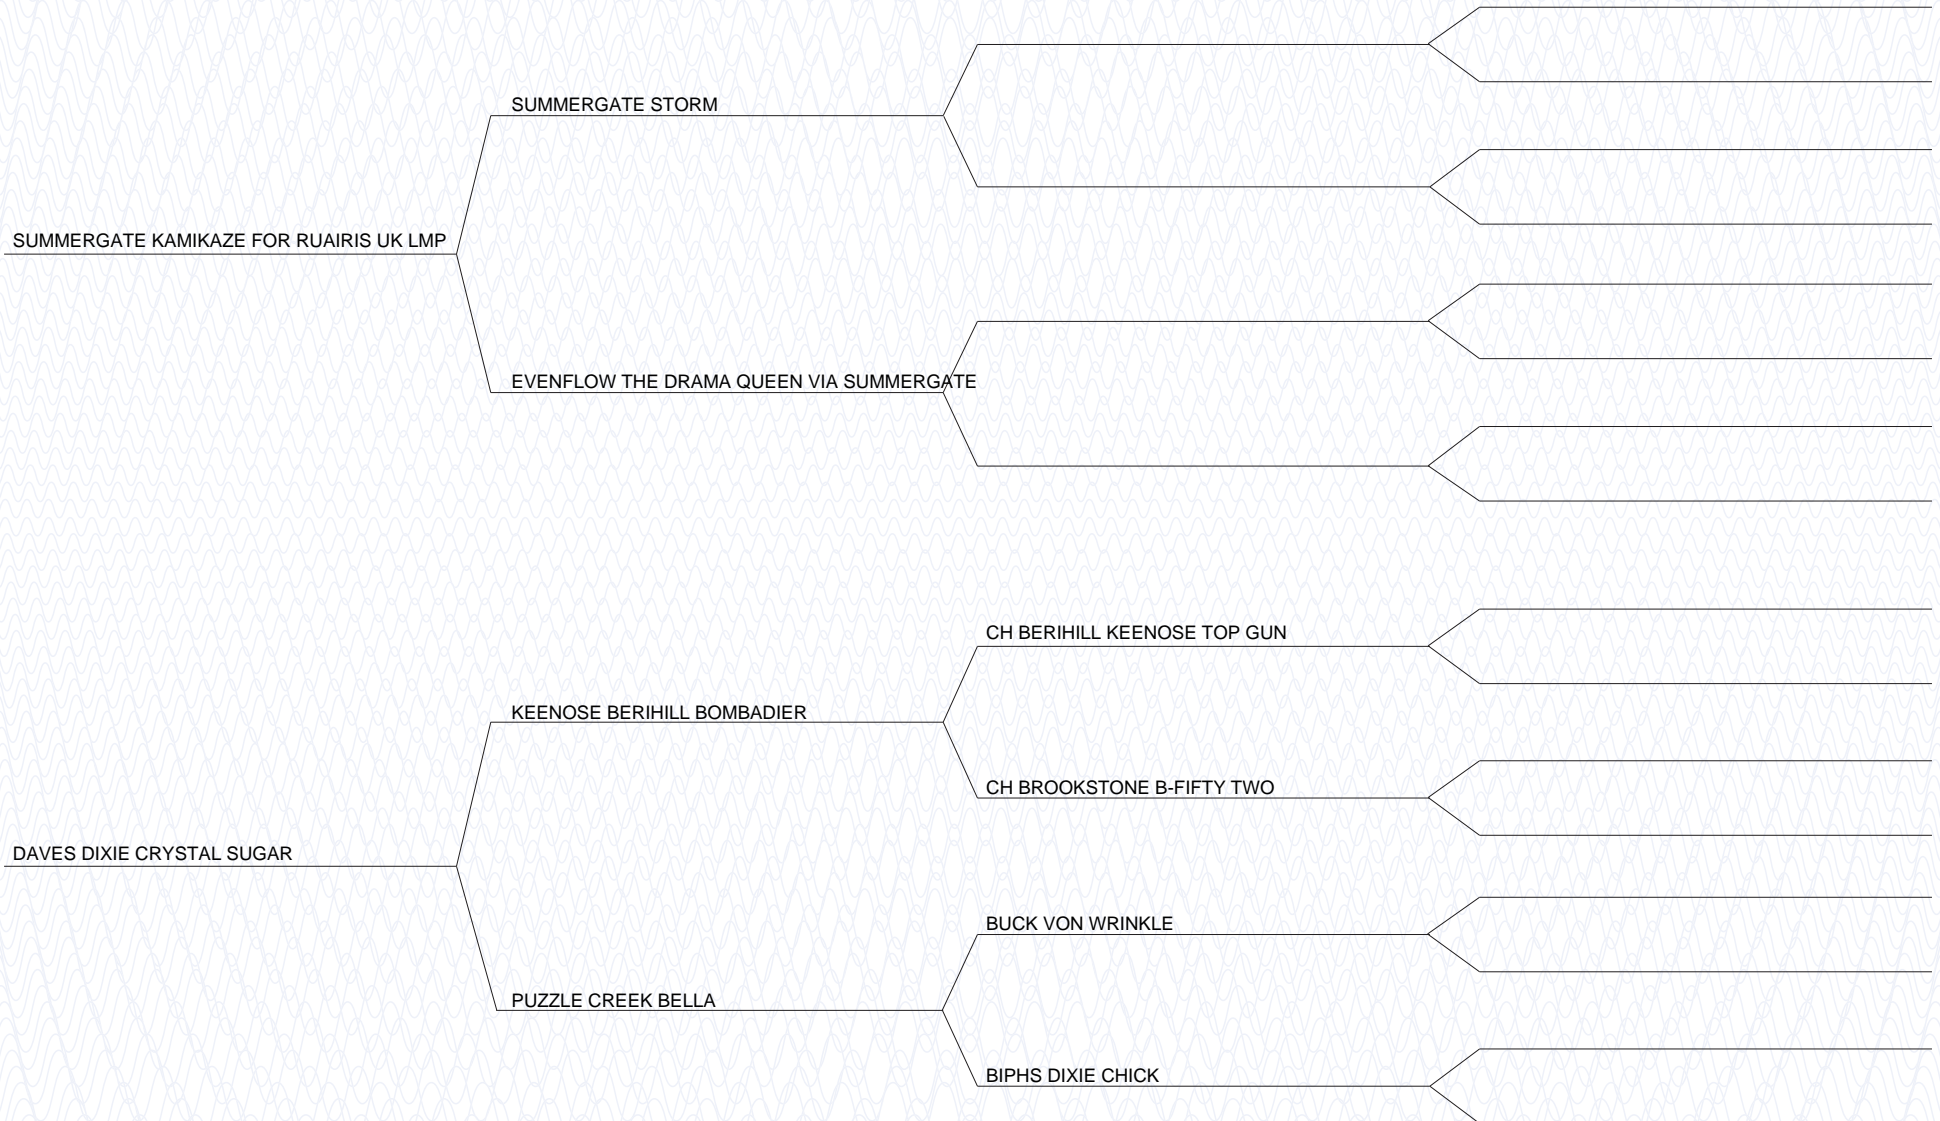 SUMMERGATE STORM
SUMMERGATE KAMIKAZE FOR RUAIRIS UK LMP
EVENFLOW THE DRAMA QUEEN VIA SUMMERGATE
CH BERIHILL KEENOSE TOP GUN
KEENOSE BERIHILL BOMBADIER
CH BROOKSTONE B-FIFTY TWO
DAVES DIXIE CRYSTAL SUGAR
BUCK VON WRINKLE
PUZZLE CREEK BELLA
BIPHS DIXIE CHICK